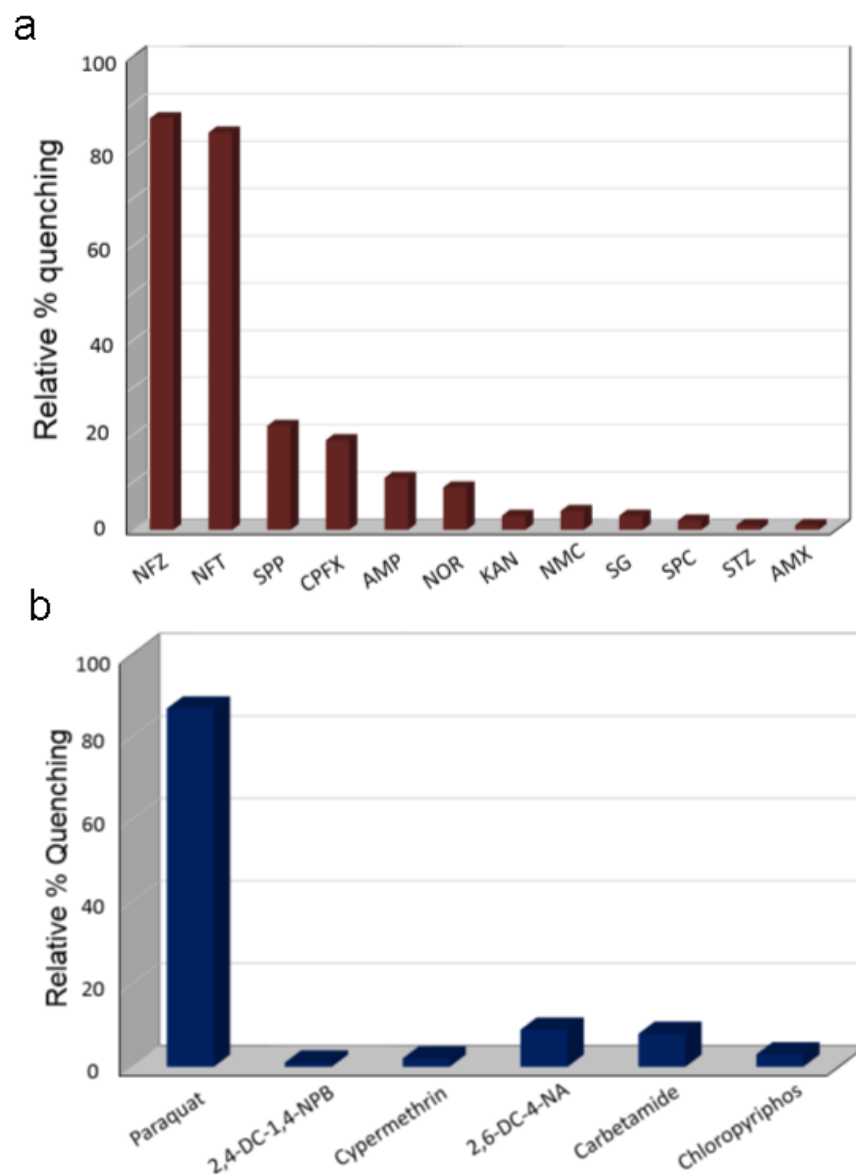 a
Relative % quenching
100
80
60
40
20
0
NFZ NFT SPP CPFX AMP NOR KAN NMC SG SPC STZ AMX
b
Relative % Quenching
100
80
60
40
20
0
Paraquat 2,4-DC-1,4-NPB Cypermethrin 2,6-DC-4-NA Carbetamide Chloropyriphos